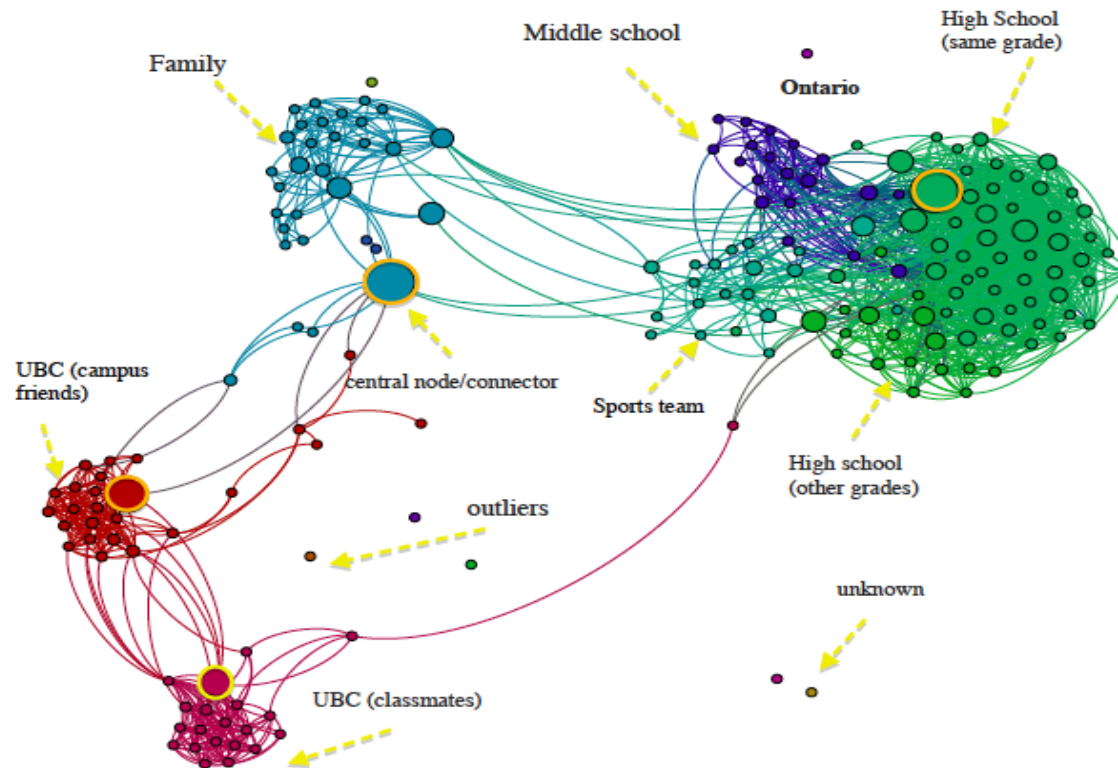 High School
(same grade)
Middle school
Family
Ontario
UBC (campus
friends)
central node/connector
Sports team
High school
(other grades)
outliers
unknown
UBC (classmates)